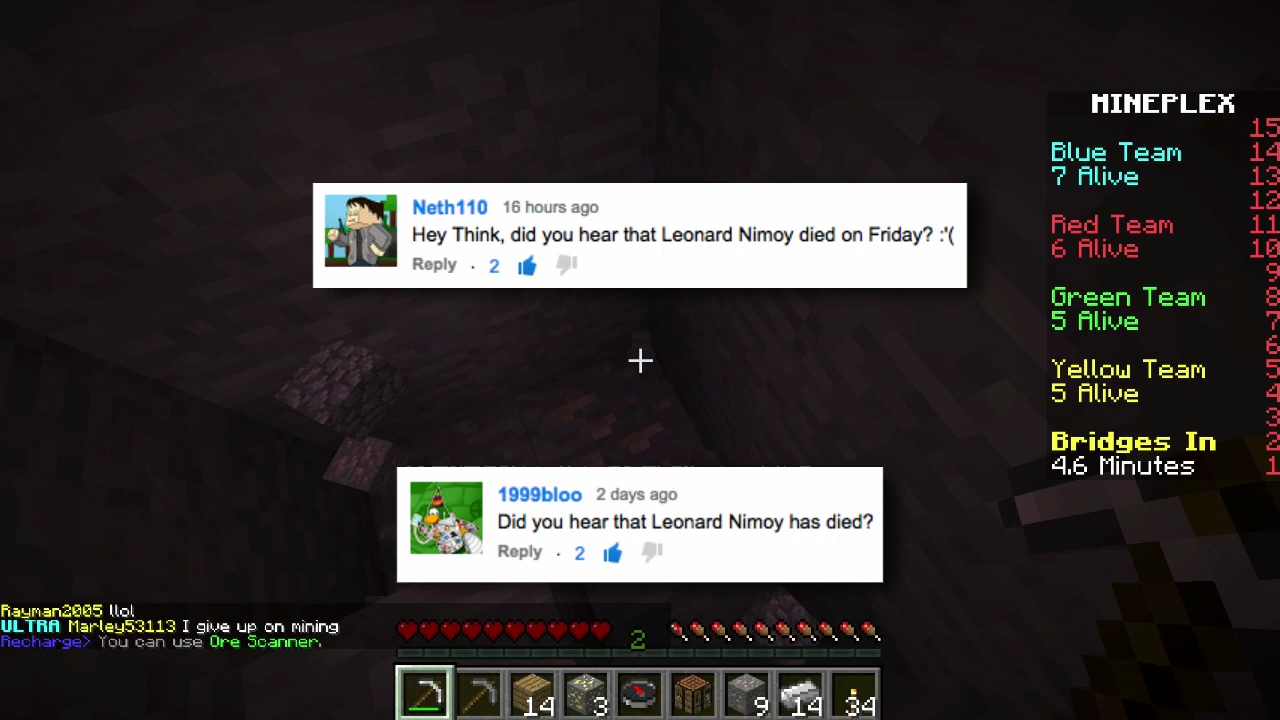 MINEPLEX
15
Blue Team 14
7 Alive 13
12
Red Team 11
6 Alive 10
9
Green Team 8
5 Alive 7
6
Yellow Team 5
5 Alive 4
3
Bridges In 2
4.6 Minutes 1
Neth110 16 hours ago
Hey Think, did you hear that Leonard Nimoy died on Friday? :'(
Reply · 2
1999bloo 2 days ago
Did you hear that Leonard Nimoy has died?
Reply · 2
Rayman2005 llol
ULTRA Marley53113 I give up on mining
Recharge> You can use Ore Scanner.
2
14 3 9 14 34